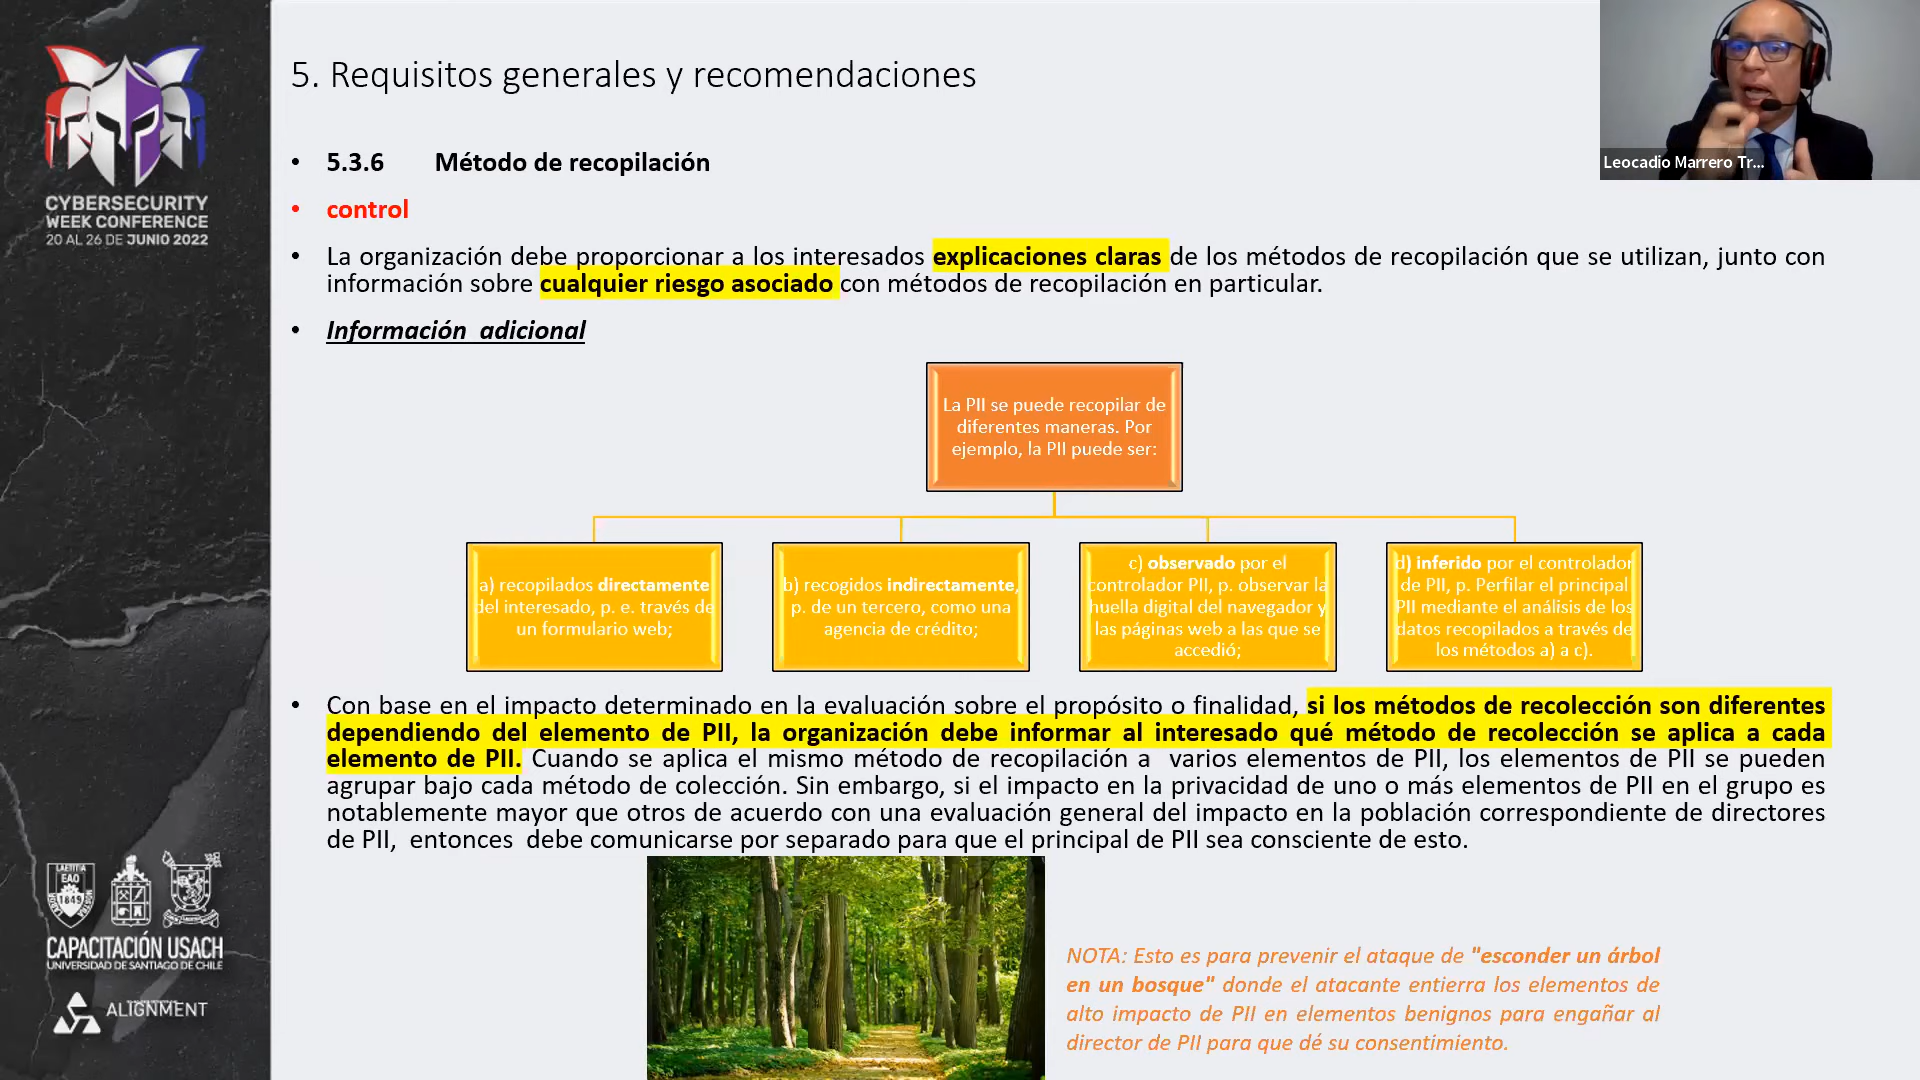 CYBERSECURITY
WEEK CONFERENCE
20 AL 26 DE JUNIO 2022
5. Requisitos generales y recomendaciones
Leocadio Marrero Tr...
• 5.3.6 Método de recopilación
• control
• La organización debe proporcionar a los interesados explicaciones claras de los métodos de recopilación que se utilizan, junto con
información sobre cualquier riesgo asociado con métodos de recopilación en particular.
• Información adicional
La PII se puede recopilar de
diferentes maneras. Por
ejemplo, la PII puede ser:
a) recopilados directamente
del interesado, p. e. través de
un formulario web;
b) recogidos indirectamente,
p. de un tercero, como una
agencia de crédito;
c) observado por el
controlador PII, p. observar la
huella digital del navegador y
las páginas web a las que se
accedió;
d) inferido por el controlador
de PII, p. Perfilar el principal
PII mediante el análisis de los
datos recopilados a través de
los métodos a) a c).
• Con base en el impacto determinado en la evaluación sobre el propósito o finalidad, si los métodos de recolección son diferentes
dependiendo del elemento de PII, la organización debe informar al interesado qué método de recolección se aplica a cada
elemento de PII. Cuando se aplica el mismo método de recopilación a varios elementos de PII, los elementos de PII se pueden
agrupar bajo cada método de colección. Sin embargo, si el impacto en la privacidad de uno o más elementos de PII en el grupo es
notablemente mayor que otros de acuerdo con una evaluación general del impacto en la población correspondiente de directores
de PII, entonces debe comunicarse por separado para que el principal de PII sea consciente de esto.
NOTA: Esto es para prevenir el ataque de "esconder un árbol
en un bosque" donde el atacante entierra los elementos de
alto impacto de PII en elementos benignos para engañar al
director de PII para que dé su consentimiento.
LAETITIA
EAO
1849
CAPACITACIÓN USACH
UNIVERSIDAD DE SANTIAGO DE CHILE
ALIGNMENT